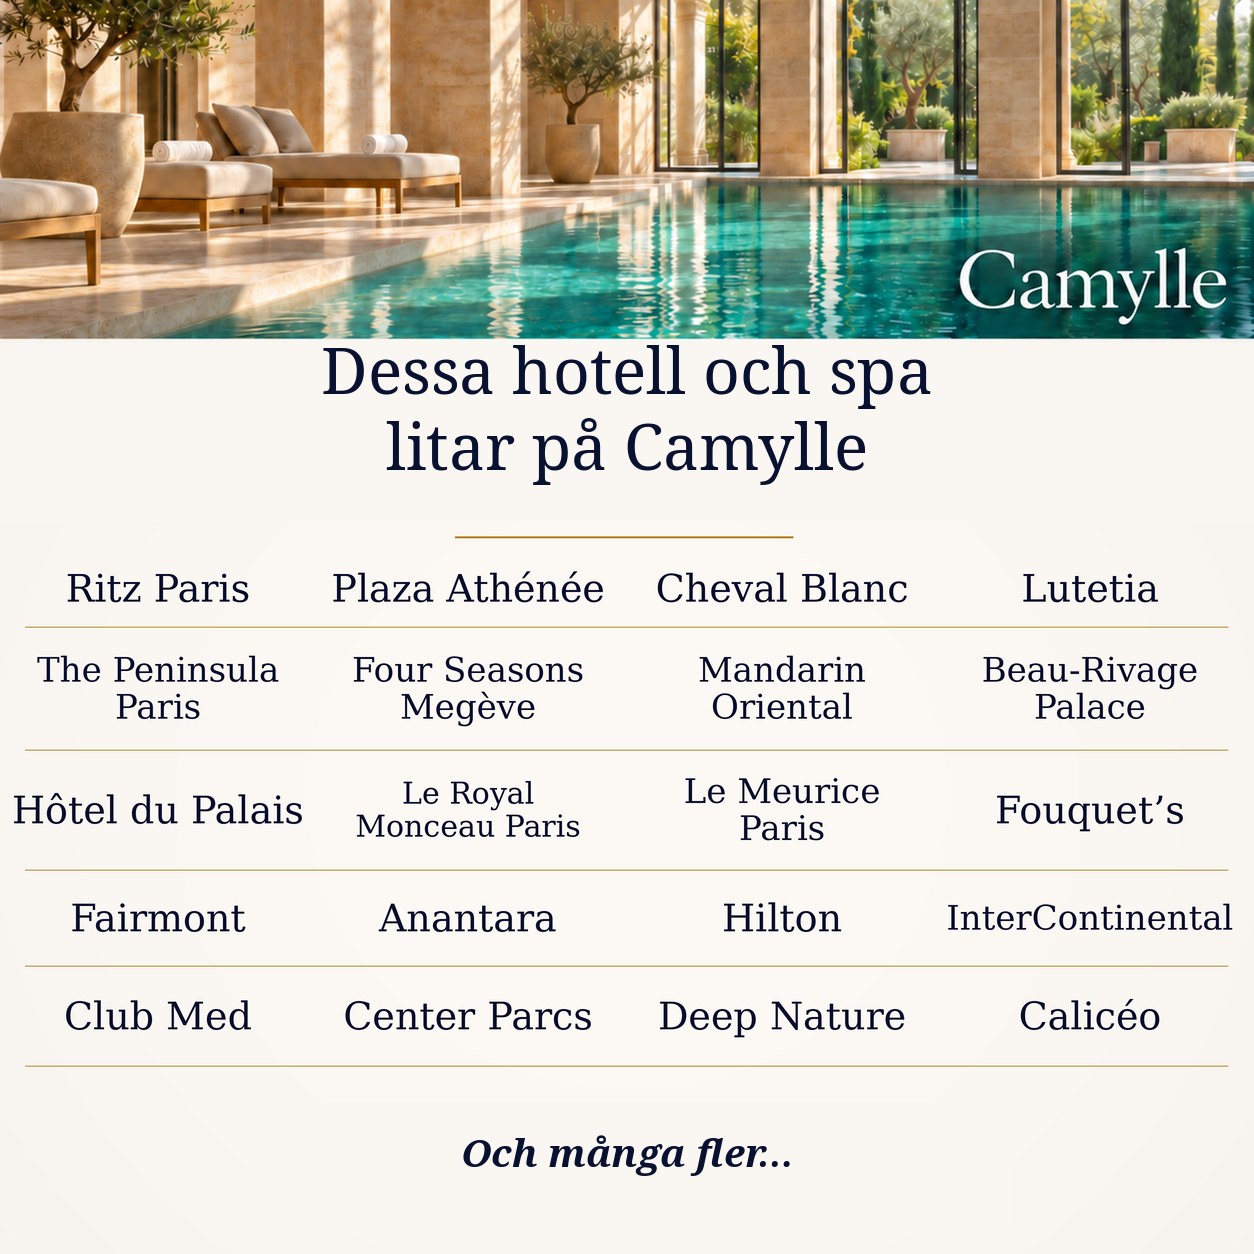 Camylle
Dessa hotell och spa
litar på Camylle
Ritz Paris
Plaza Athénée
Cheval Blanc
Lutetia
The Peninsula
Paris
Four Seasons
Megève
Mandarin
Oriental
Beau-Rivage
Palace
Hôtel du Palais
Le Royal
Monceau Paris
Le Meurice
Paris
Fouquet’s
Fairmont
Anantara
Hilton
InterContinental
Club Med
Center Parcs
Deep Nature
Calicéo
Och många fler...